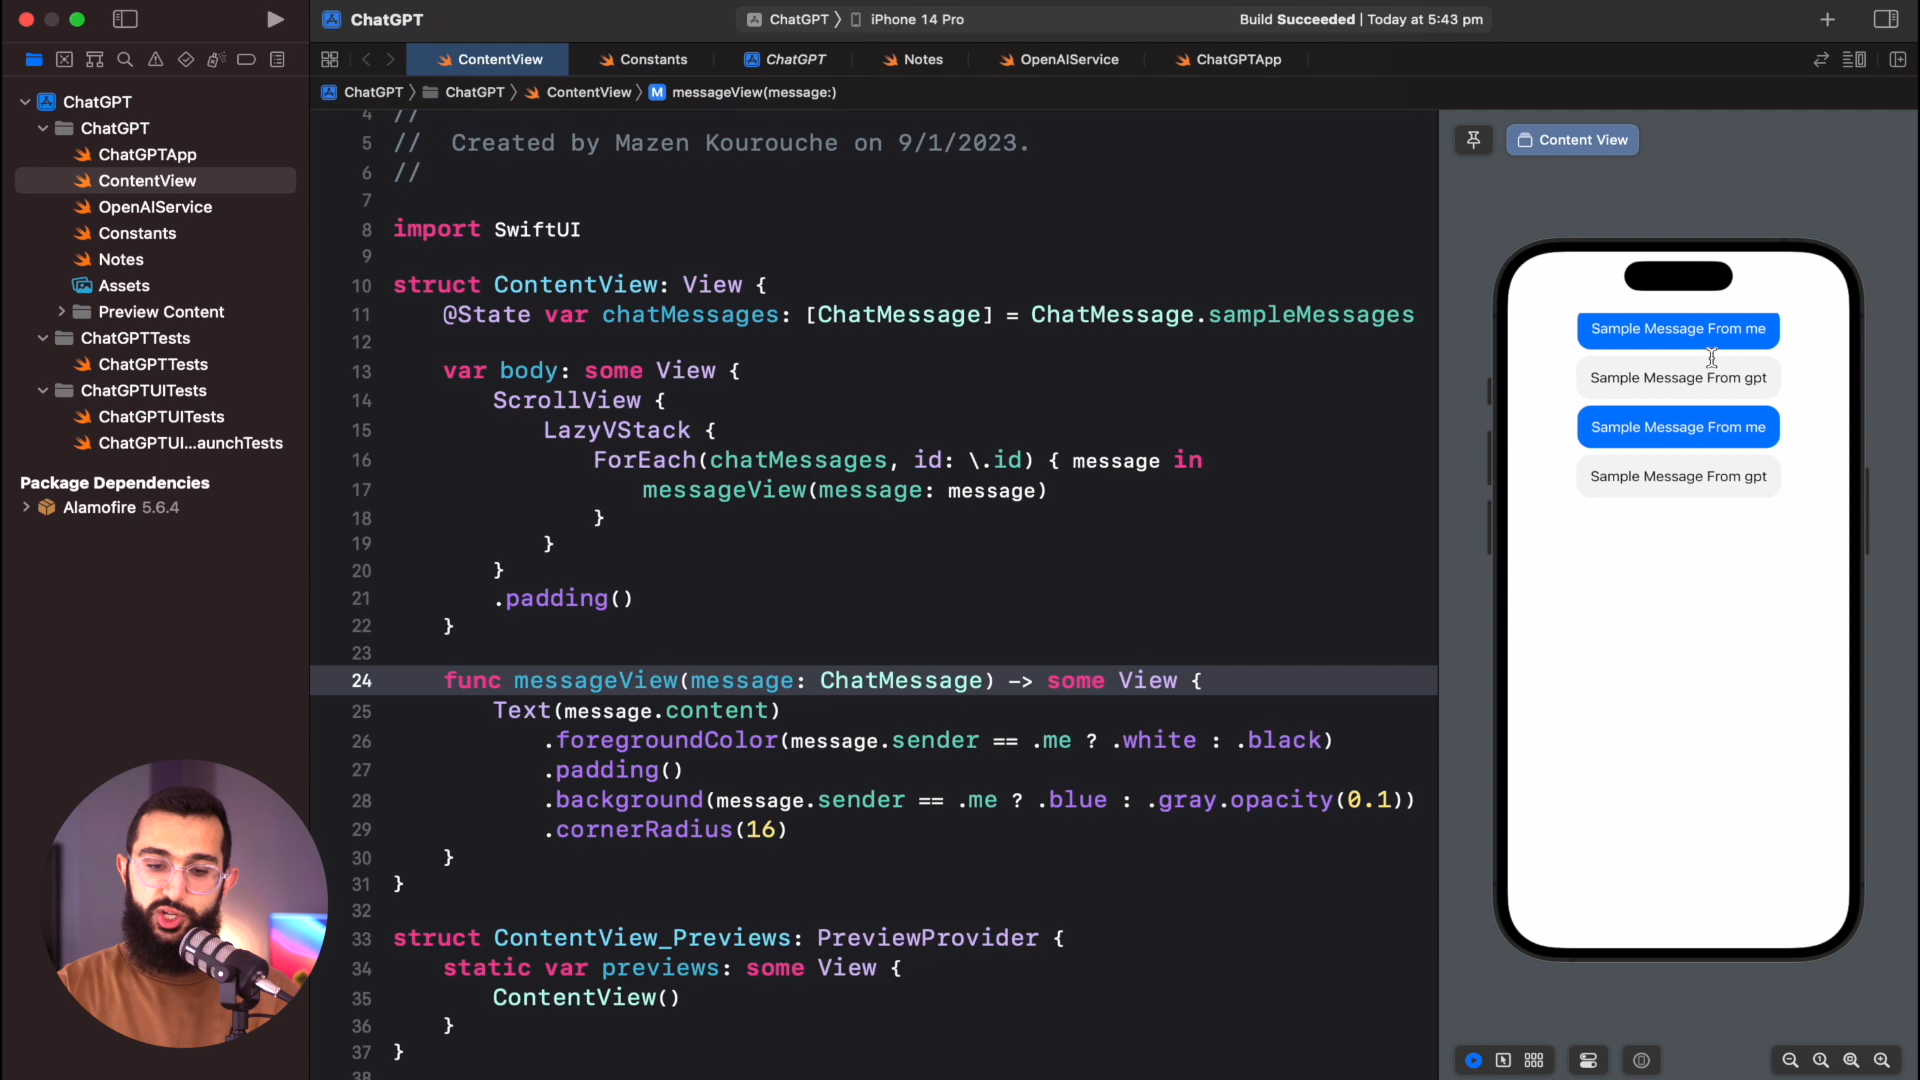 ChatGPT
ChatGPT 〉 iPhone 14 Pro
Build Succeeded | Today at 5:43 pm
ContentView
Constants
ChatGPT
Notes
OpenAIService
ChatGPTApp
ChatGPT 〉 ChatGPT 〉 ContentView 〉 M messageView(message:)
ChatGPT
ChatGPT
ChatGPTApp
ContentView
OpenAIService
Constants
Notes
Assets
Preview Content
ChatGPTTests
ChatGPTTests
ChatGPTUITests
ChatGPTUITests
ChatGPTUI...aunchTests
Package Dependencies
Alamofire 5.6.4
4 //
5 //  Created by Mazen Kourouche on 9/1/2023.
6 //
7
8 import SwiftUI
9
10 struct ContentView: View {
11     @State var chatMessages: [ChatMessage] = ChatMessage.sampleMessages
12
13     var body: some View {
14         ScrollView {
15             LazyVStack {
16                 ForEach(chatMessages, id: \.id) { message in
17                     messageView(message: message)
18                 }
19             }
20         }
21         .padding()
22     }
23
24     func messageView(message: ChatMessage) -> some View {
25         Text(message.content)
26             .foregroundColor(message.sender == .me ? .white : .black)
27             .padding()
28             .background(message.sender == .me ? .blue : .gray.opacity(0.1))
29             .cornerRadius(16)
30     }
31 }
32
33 struct ContentView_Previews: PreviewProvider {
34     static var previews: some View {
35         ContentView()
36     }
37 }
38
Content View
Sample Message From me
Sample Message From gpt
Sample Message From me
Sample Message From gpt